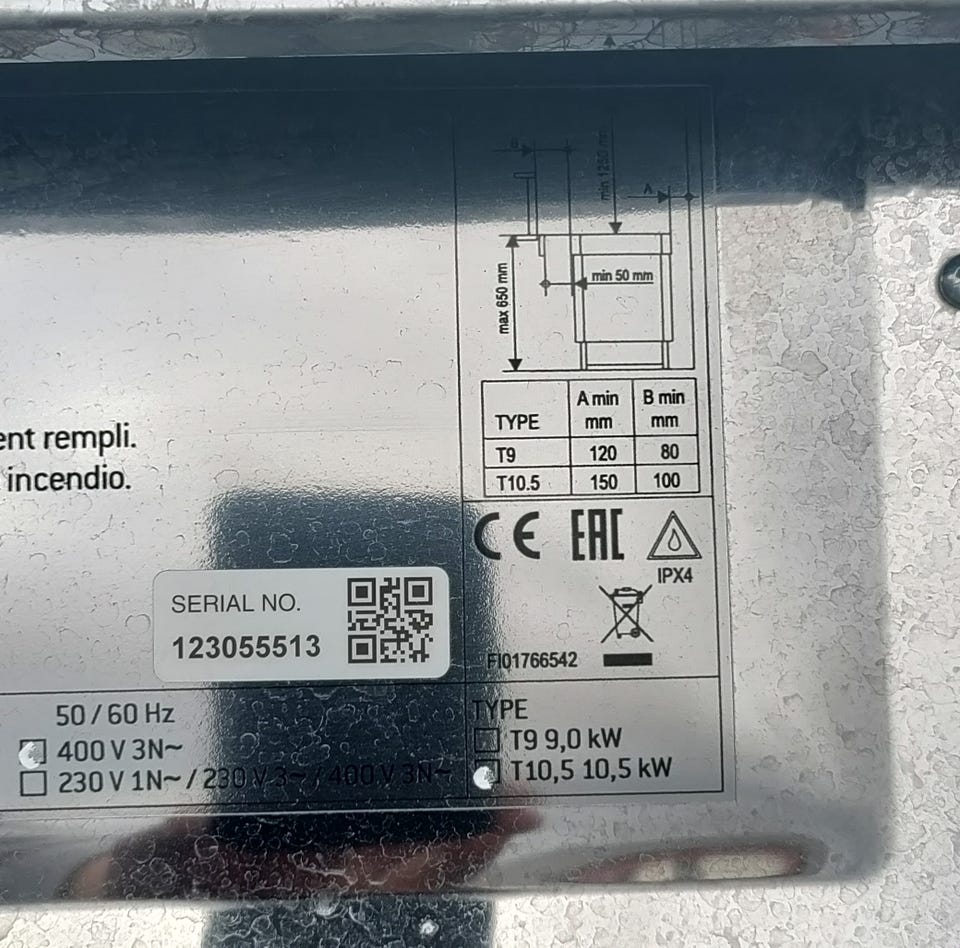 B
min 1250 mm
A
min 50 mm
max 650 mm
TYPE A min mm B min mm
T9 120 80
T10.5 150 100
ent rempli.
incendio.
CE EAC
IPX4
SERIAL NO.
123055513
FI01766542
50 / 60 Hz
400 V 3N~
230 V 1N~ / 230 V 3~ / 400 V 3N~
TYPE
T9 9,0 kW
T10,5 10,5 kW